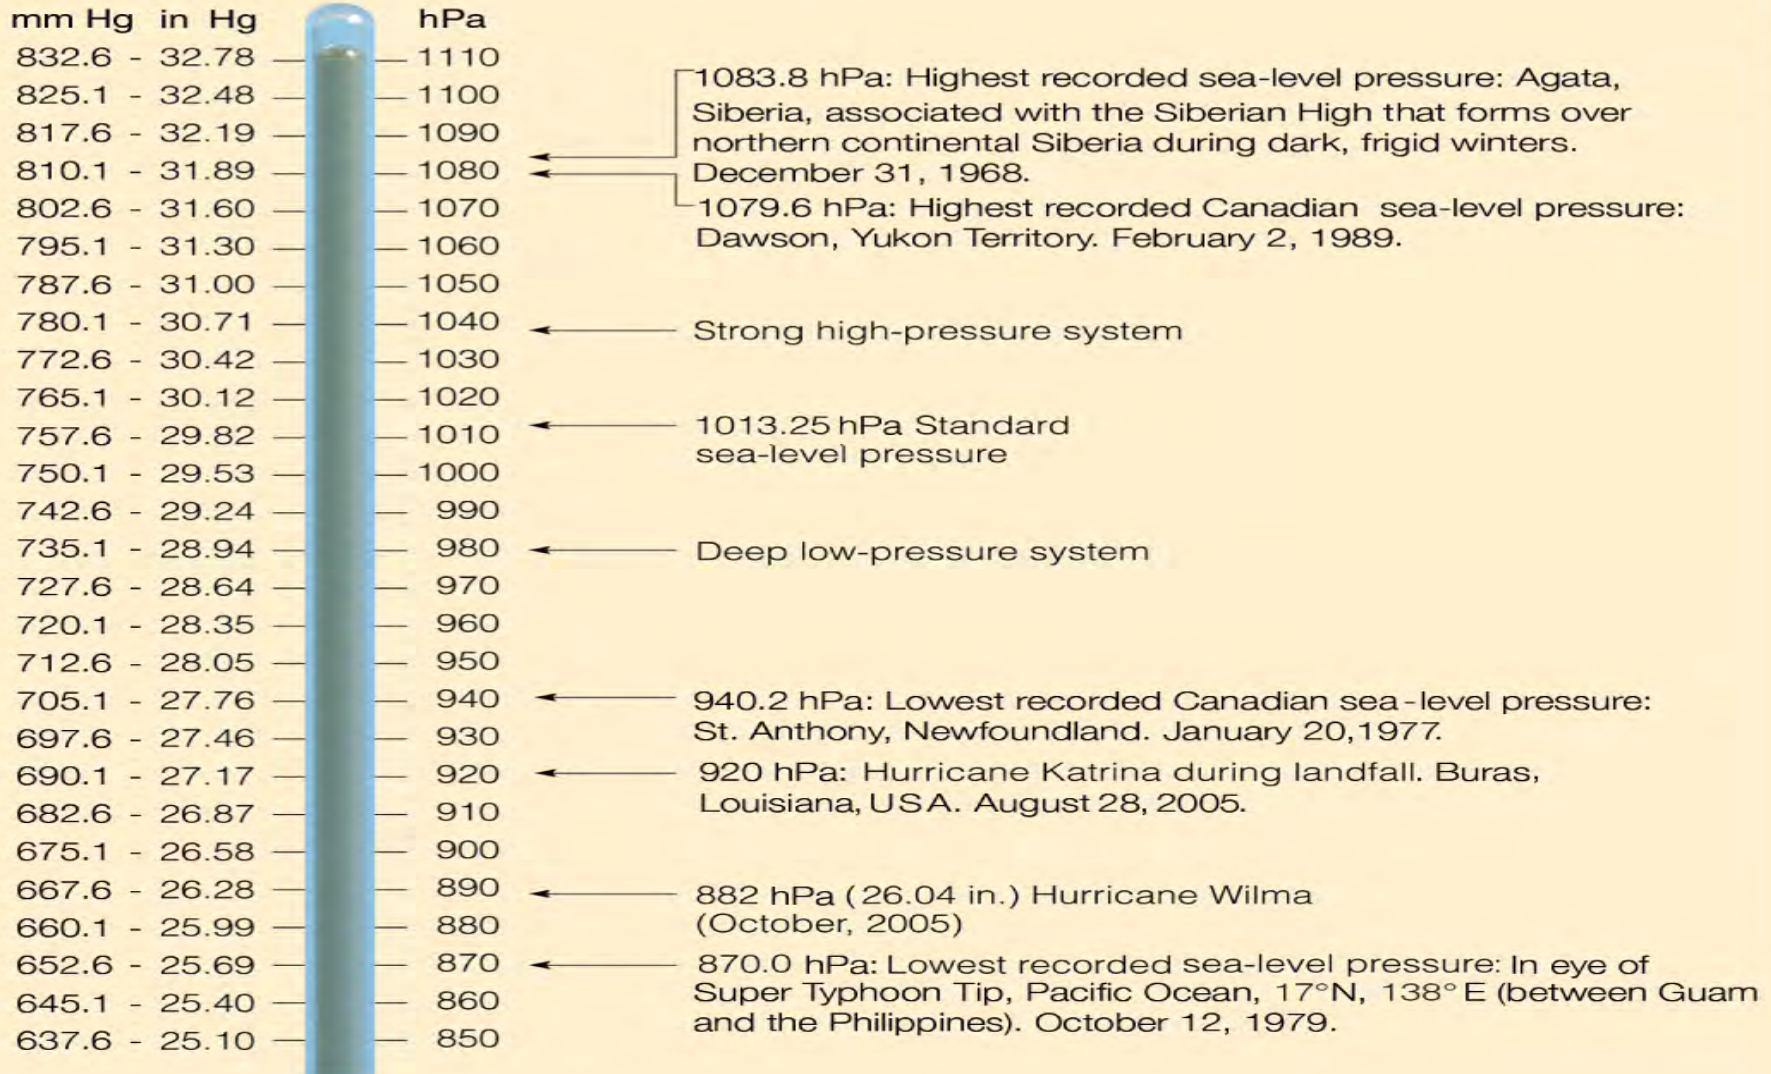 mm Hg in Hg hPa
832.6 - 32.78 1110
825.1 - 32.48 1100
817.6 - 32.19 1090
810.1 - 31.89 1080
802.6 - 31.60 1070
795.1 - 31.30 1060
787.6 - 31.00 1050
780.1 - 30.71 1040
772.6 - 30.42 1030
765.1 - 30.12 1020
757.6 - 29.82 1010
750.1 - 29.53 1000
742.6 - 29.24 990
735.1 - 28.94 980
727.6 - 28.64 970
720.1 - 28.35 960
712.6 - 28.05 950
705.1 - 27.76 940
697.6 - 27.46 930
690.1 - 27.17 920
682.6 - 26.87 910
675.1 - 26.58 900
667.6 - 26.28 890
660.1 - 25.99 880
652.6 - 25.69 870
645.1 - 25.40 860
637.6 - 25.10 850
1083.8 hPa: Highest recorded sea-level pressure: Agata,
Siberia, associated with the Siberian High that forms over
northern continental Siberia during dark, frigid winters.
December 31, 1968.
1079.6 hPa: Highest recorded Canadian sea-level pressure:
Dawson, Yukon Territory. February 2, 1989.
Strong high-pressure system
1013.25 hPa Standard
sea-level pressure
Deep low-pressure system
940.2 hPa: Lowest recorded Canadian sea-level pressure:
St. Anthony, Newfoundland. January 20,1977.
920 hPa: Hurricane Katrina during landfall. Buras,
Louisiana, USA. August 28, 2005.
882 hPa (26.04 in.) Hurricane Wilma
(October, 2005)
870.0 hPa: Lowest recorded sea-level pressure: In eye of
Super Typhoon Tip, Pacific Ocean, 17°N, 138°E (between Guam
and the Philippines). October 12, 1979.